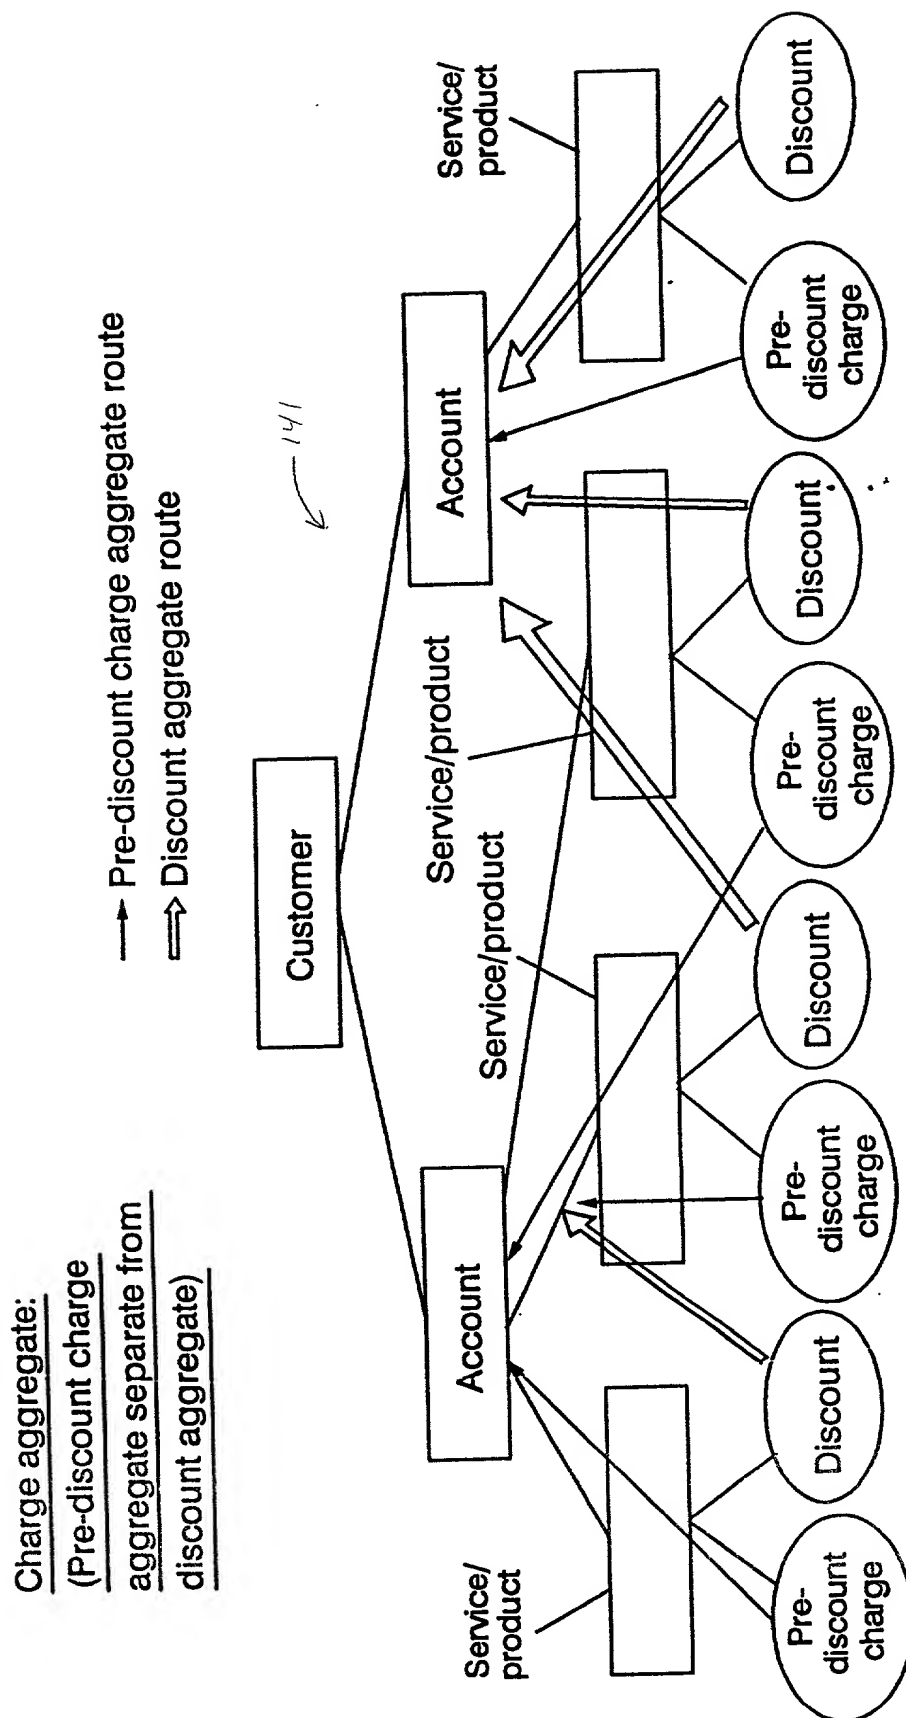 Charge aggregate:
(Pre-discount charge
aggregate separate from
discount aggregate)
Pre-discount charge aggregate route
Discount aggregate route
141
Customer
Account
Account
Service/
product
Service/product
Service/product
Service/
product
Pre-
discount
charge
Discount
Pre-
discount
charge
Discount
Pre-
discount
charge
Discount
Pre-
discount
charge
Discount